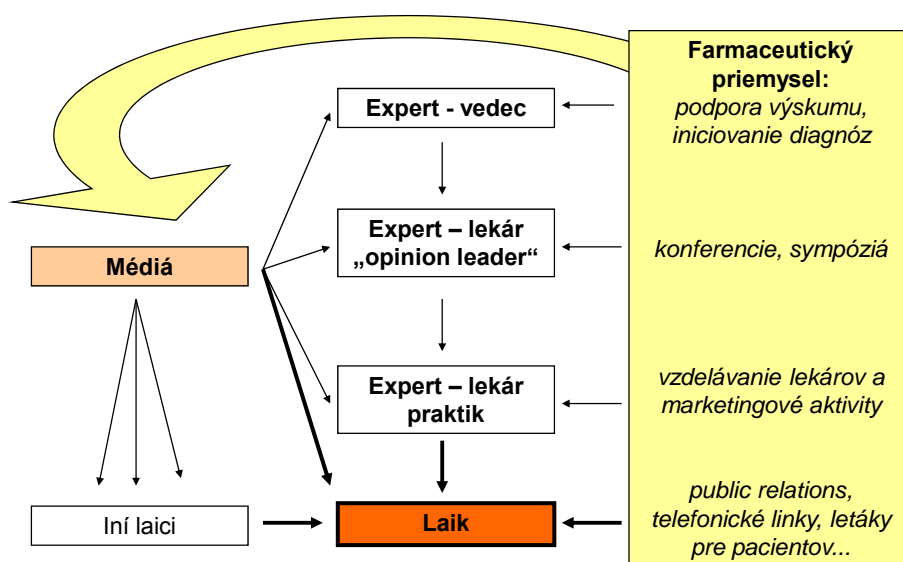 Farmaceutický
priemysel:
podpora výskumu,
iniciovanie diagnóz
Expert - vedec
Expert – lekár
„opinion leader“
konferencie, sympóziá
Médiá
Expert – lekár
praktik
vzdelávanie lekárov a
marketingové aktivity
Iní laici
Laik
public relations,
telefonické linky, letáky
pre pacientov...